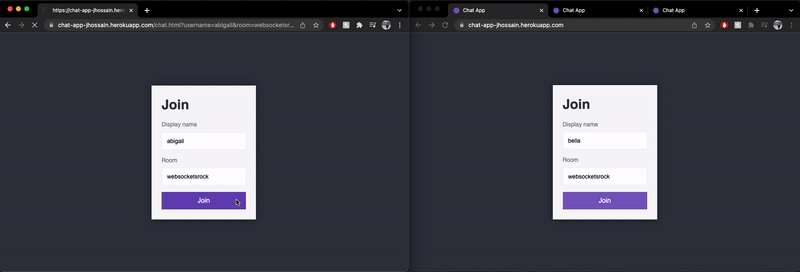 https://chat-app-jhossain.hero
chat-app-jhossain.herokuapp.com/chat.html?username=abigail&room=websocketsr...
Join
Display name
abigail
Room
websocketsrock
Join
Chat App
Chat App
Chat App
chat-app-jhossain.herokuapp.com
Join
Display name
bella
Room
websocketsrock
Join